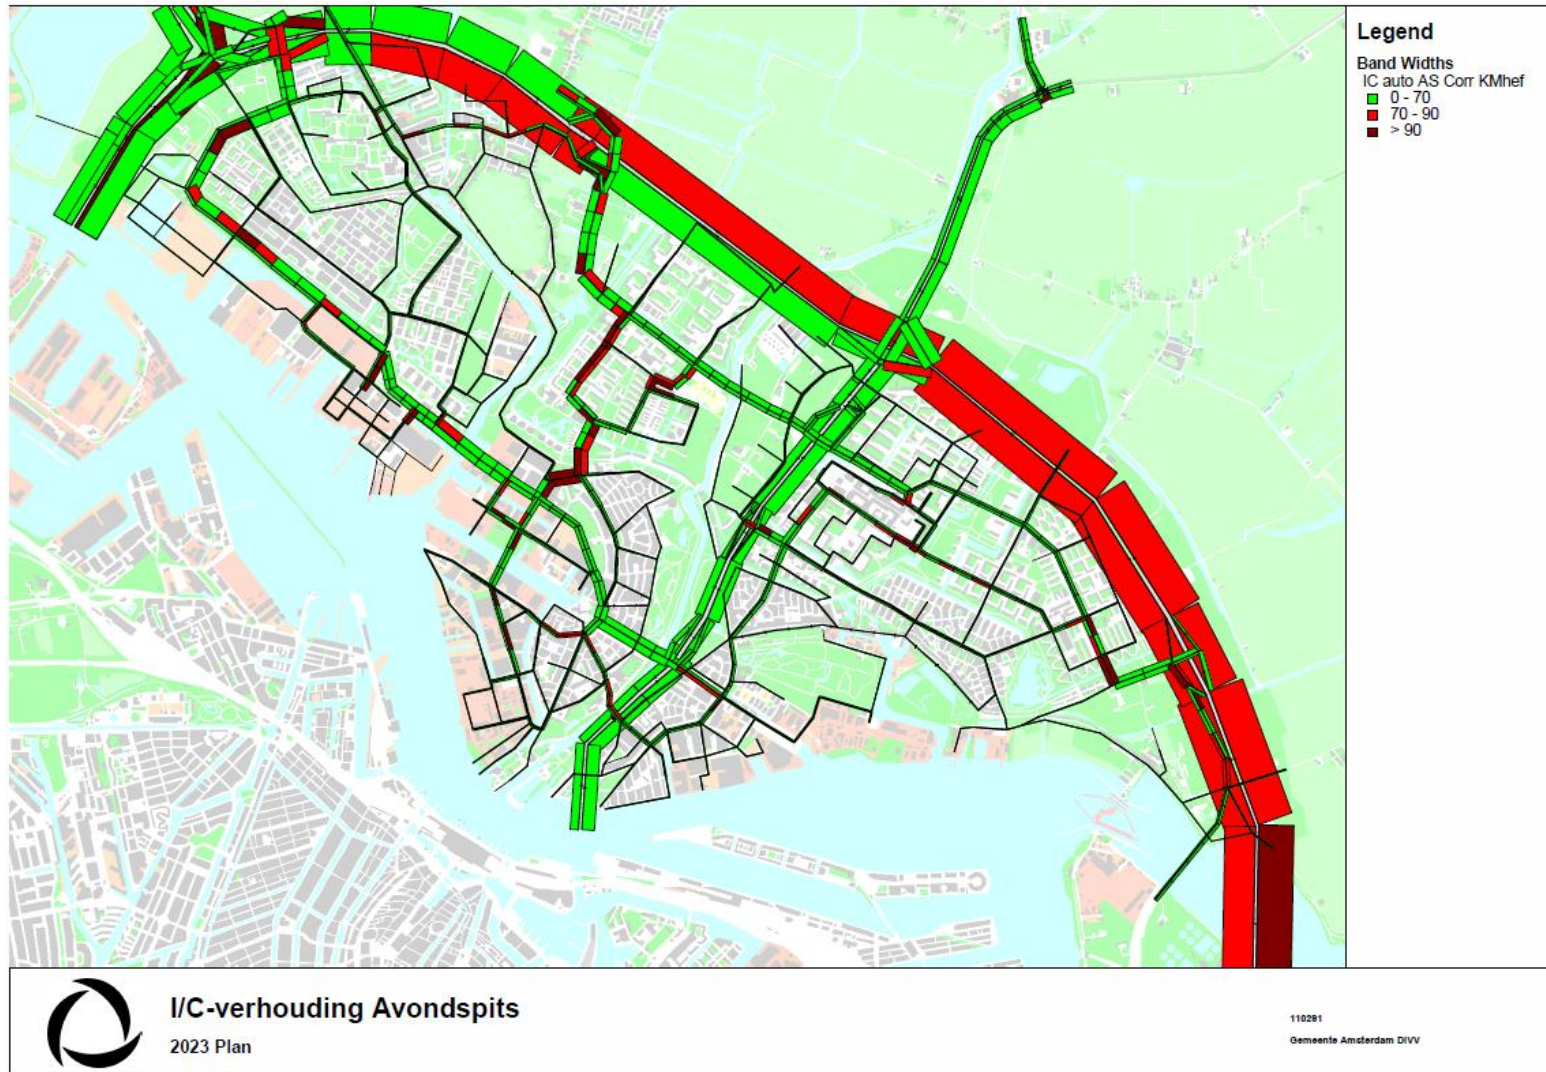 Legend
Band Widths
IC auto AS Corr KMhef
0 - 70
70 - 90
> 90
I/C-verhouding Avondspits
2023 Plan
110281
Gemeente Amsterdam DIVV